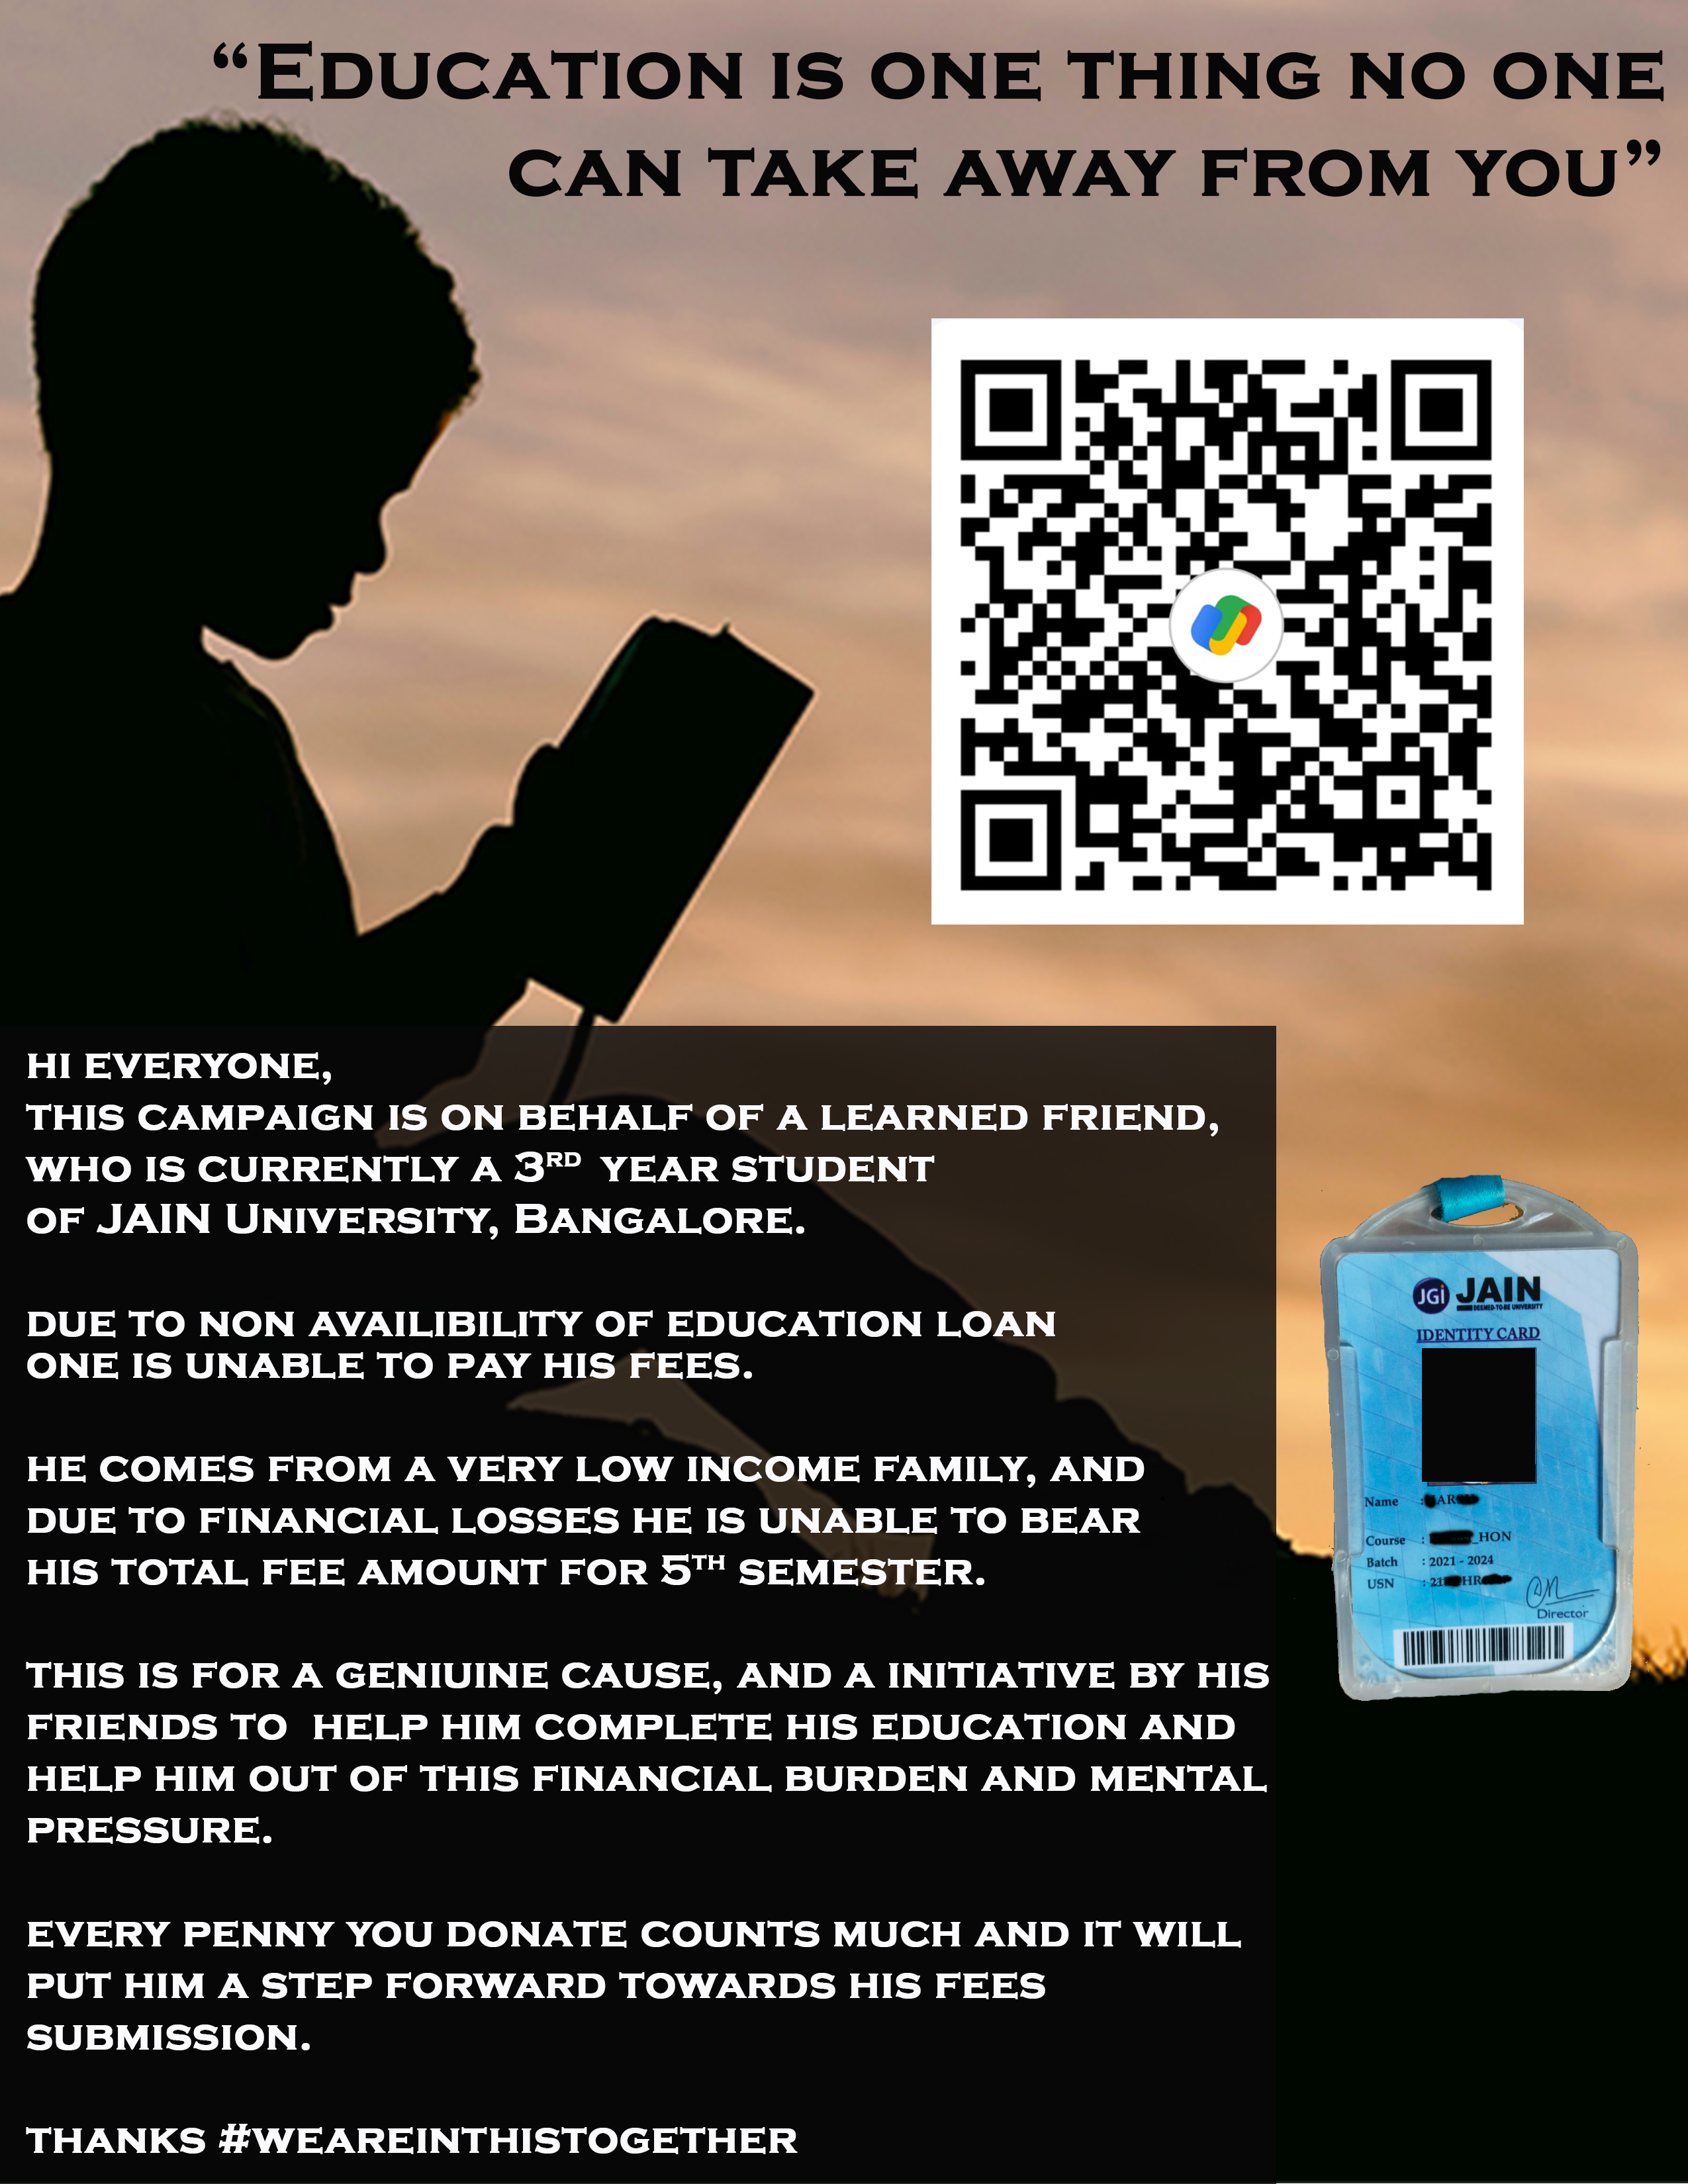 “Education is one thing no one
can take away from you”
HI EVERYONE,
THIS CAMPAIGN IS ON BEHALF OF A LEARNED FRIEND,
WHO IS CURRENTLY A 3RD YEAR STUDENT
OF JAIN University, Bangalore.
DUE TO NON AVAILIBILITY OF EDUCATION LOAN
ONE IS UNABLE TO PAY HIS FEES.
HE COMES FROM A VERY LOW INCOME FAMILY, AND
DUE TO FINANCIAL LOSSES HE IS UNABLE TO BEAR
HIS TOTAL FEE AMOUNT FOR 5TH SEMESTER.
THIS IS FOR A GENIUINE CAUSE, AND A INITIATIVE BY HIS
FRIENDS TO HELP HIM COMPLETE HIS EDUCATION AND
HELP HIM OUT OF THIS FINANCIAL BURDEN AND MENTAL
PRESSURE.
EVERY PENNY YOU DONATE COUNTS MUCH AND IT WILL
PUT HIM A STEP FORWARD TOWARDS HIS FEES
SUBMISSION.
THANKS #WEAREINTHISTOGETHER
JGi JAIN
DEEMED-TO-BE UNIVERSITY
IDENTITY CARD
Name :
Course : _HON
Batch : 2021 - 2024
USN :
Director